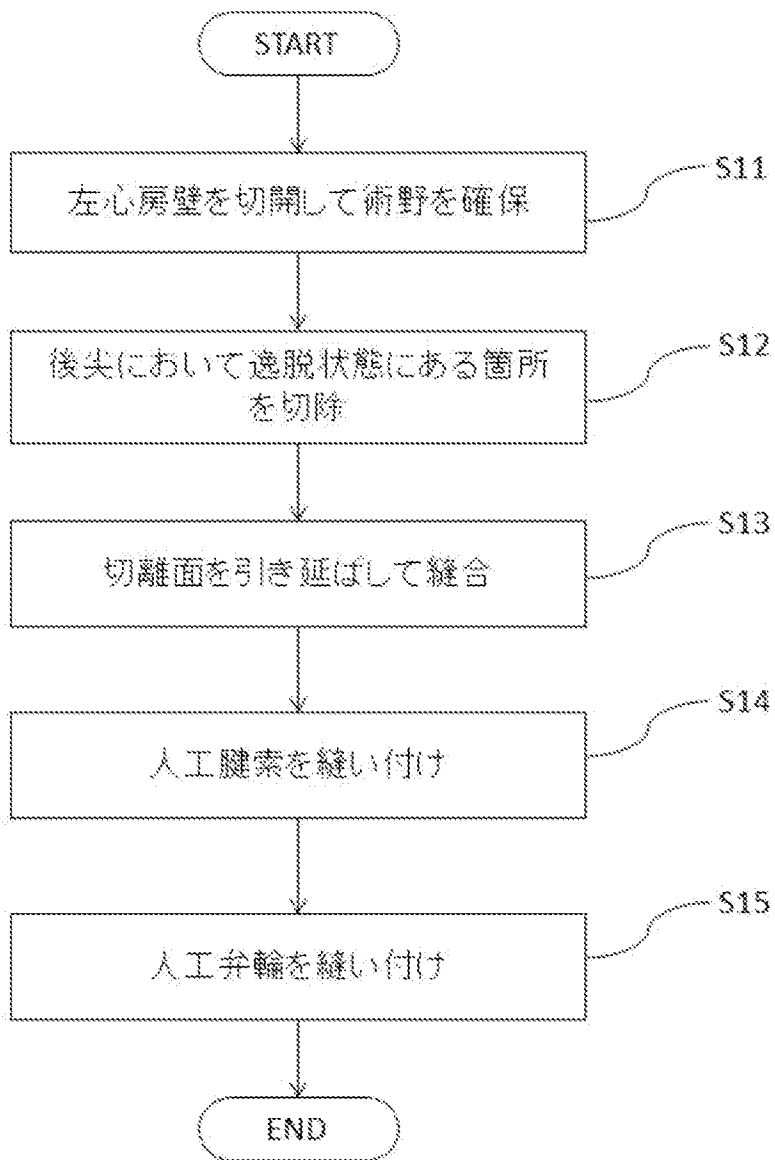 START
左心房壁を切開して術野を確保
S11
後尖において逸脱状態にある箇所
を切除
S12
切離面を引き延ばして縫合
S13
人工腱索を縫い付け
S14
人工弁輪を縫い付け
S15
END